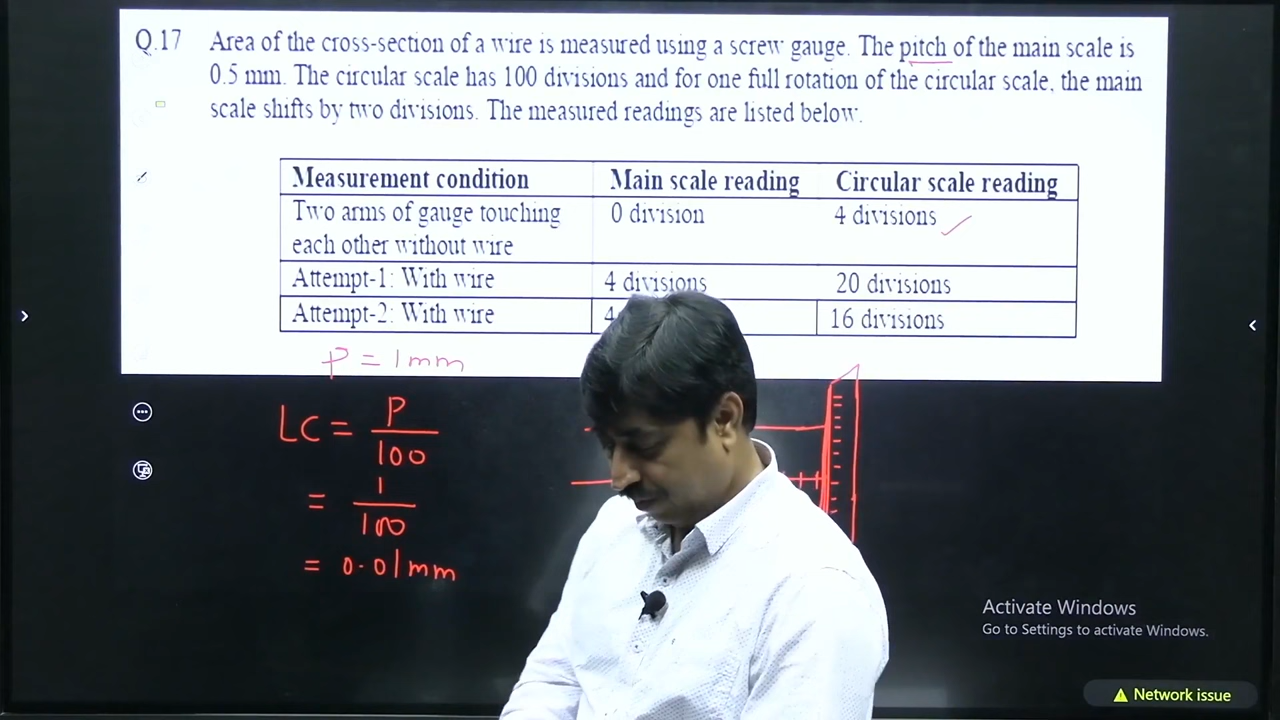 Q.17 Area of the cross-section of a wire is measured using a screw gauge. The pitch of the main scale is
0.5 mm. The circular scale has 100 divisions and for one full rotation of the circular scale, the main
scale shifts by two divisions. The measured readings are listed below.
Measurement condition Main scale reading Circular scale reading
Two arms of gauge touching 0 division 4 divisions
each other without wire
Attempt-1: With wire 4 divisions 20 divisions
Attempt-2: With wire 4 16 divisions
P = 1mm
LC = P/100
= 1/100
= 0.01mm
Activate Windows
Go to Settings to activate Windows.
Network issue